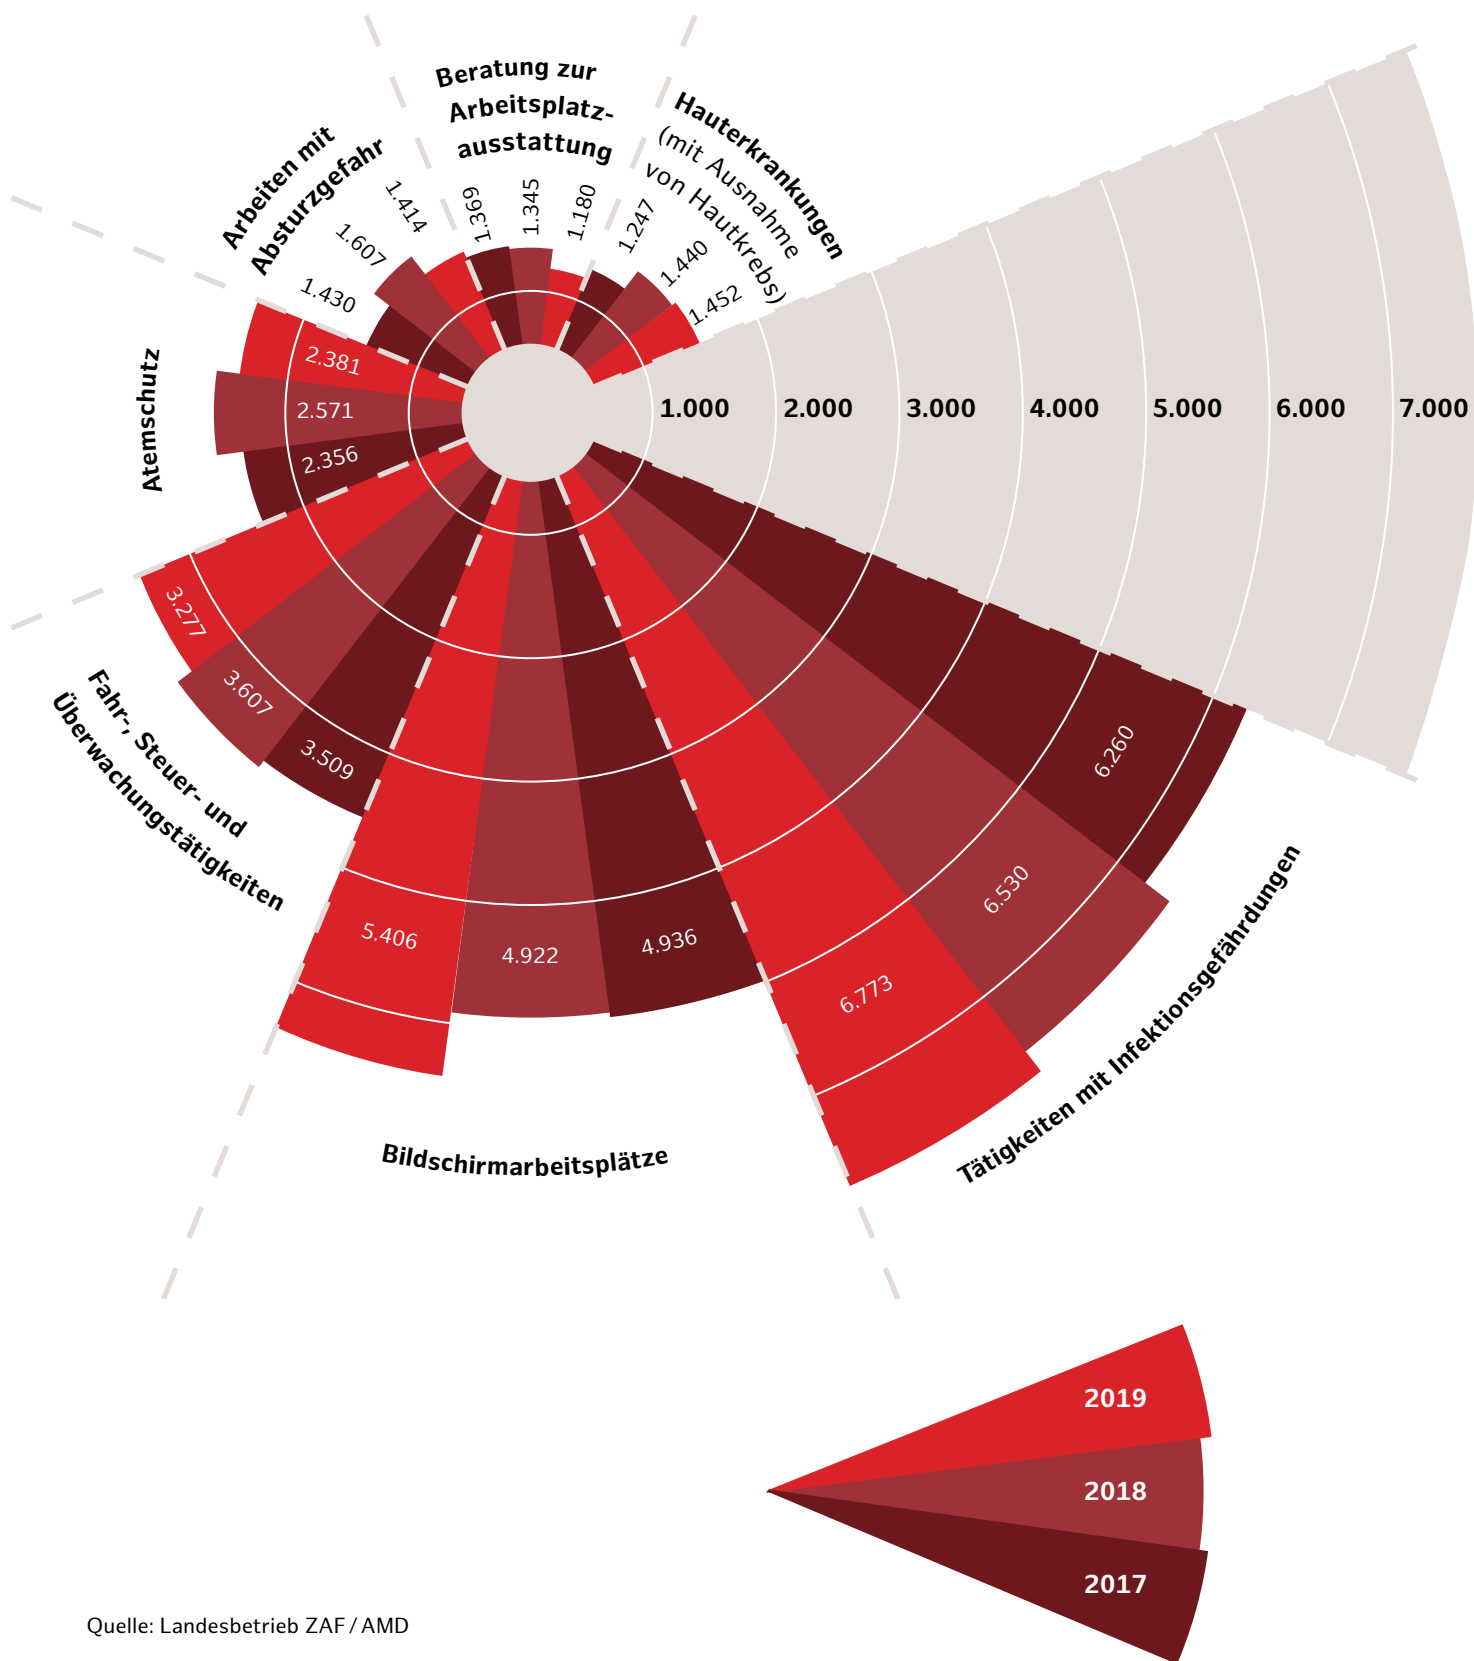 Beratung zur
Arbeitsplatz-
ausstattung
1.369
1.345
1.180
Hauterkrankungen
(mit Ausnahme
von Hautkrebs)
1.247
1.440
1.452
Arbeiten mit
Absturzgefahr
1.430
1.607
1.414
Atemschutz
2.381
2.571
2.356
1.000
2.000
3.000
4.000
5.000
6.000
7.000
Fahr-, Steuer- und
Überwachungstätigkeiten
3.277
3.607
3.509
Bildschirmarbeitsplätze
5.406
4.922
4.936
Tätigkeiten mit Infektionsgefährdungen
6.773
6.530
6.260
2019
2018
2017
Quelle: Landesbetrieb ZAF / AMD